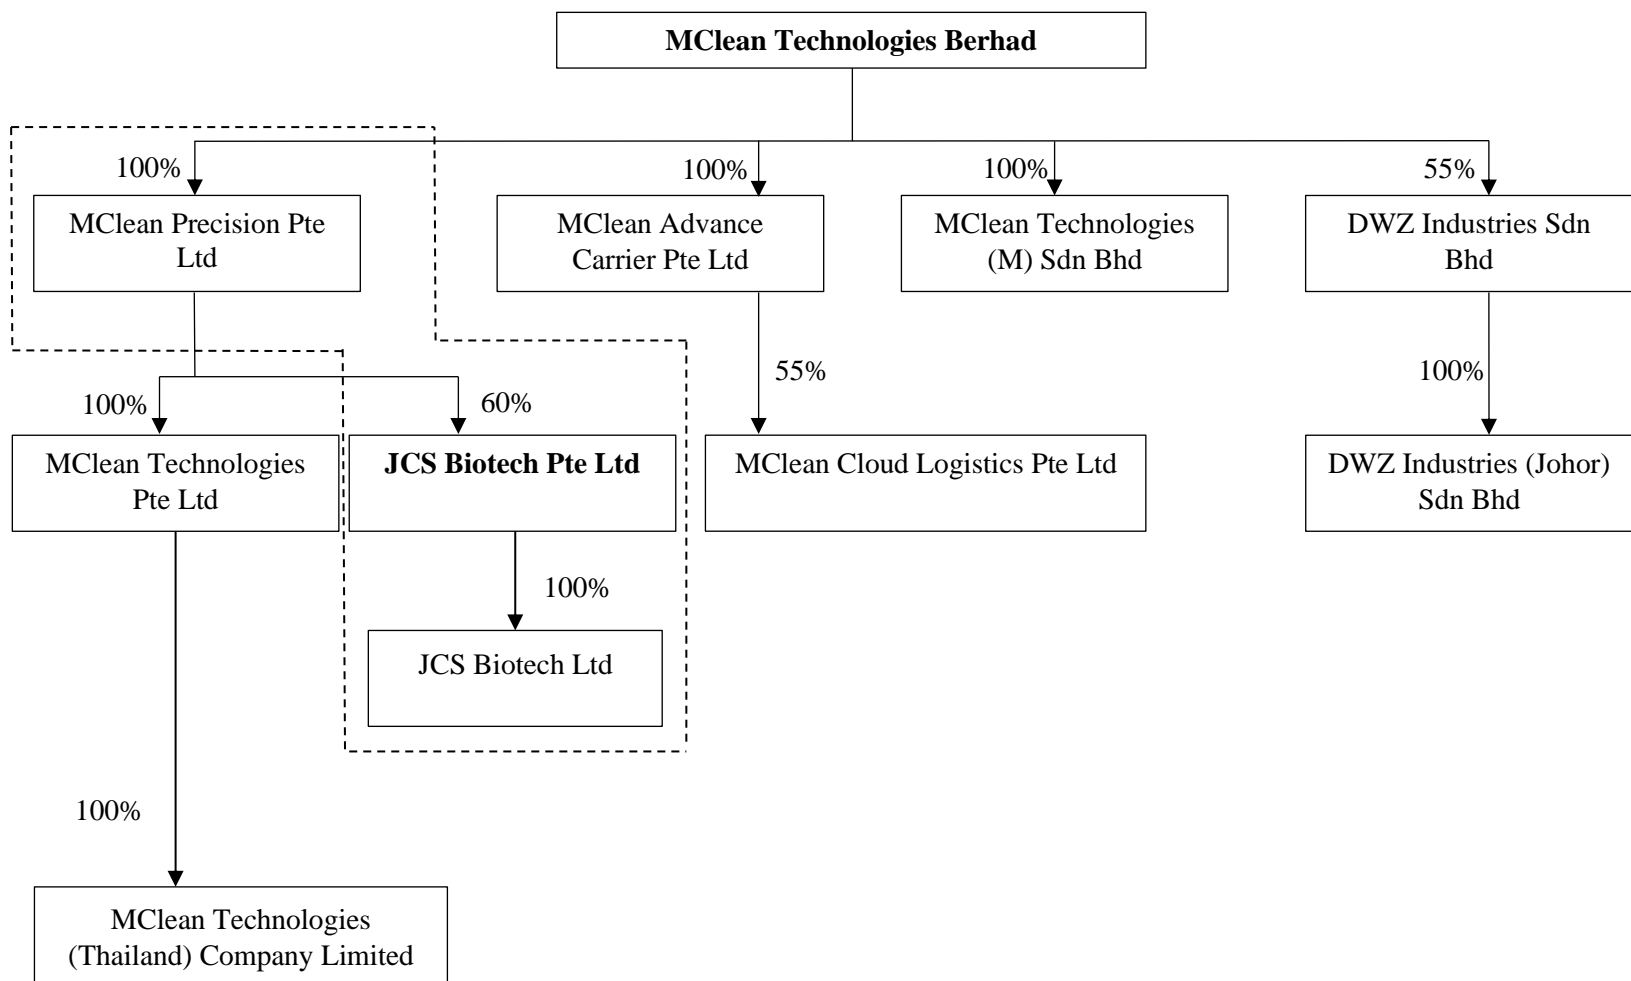 MClean Technologies Berhad
100%
100%
100%
55%
MClean Precision Pte
Ltd
MClean Advance
Carrier Pte Ltd
MClean Technologies
(M) Sdn Bhd
DWZ Industries Sdn
Bhd
100%
60%
55%
100%
MClean Technologies
Pte Ltd
JCS Biotech Pte Ltd
MClean Cloud Logistics Pte Ltd
DWZ Industries (Johor)
Sdn Bhd
100%
JCS Biotech Ltd
100%
MClean Technologies
(Thailand) Company Limited